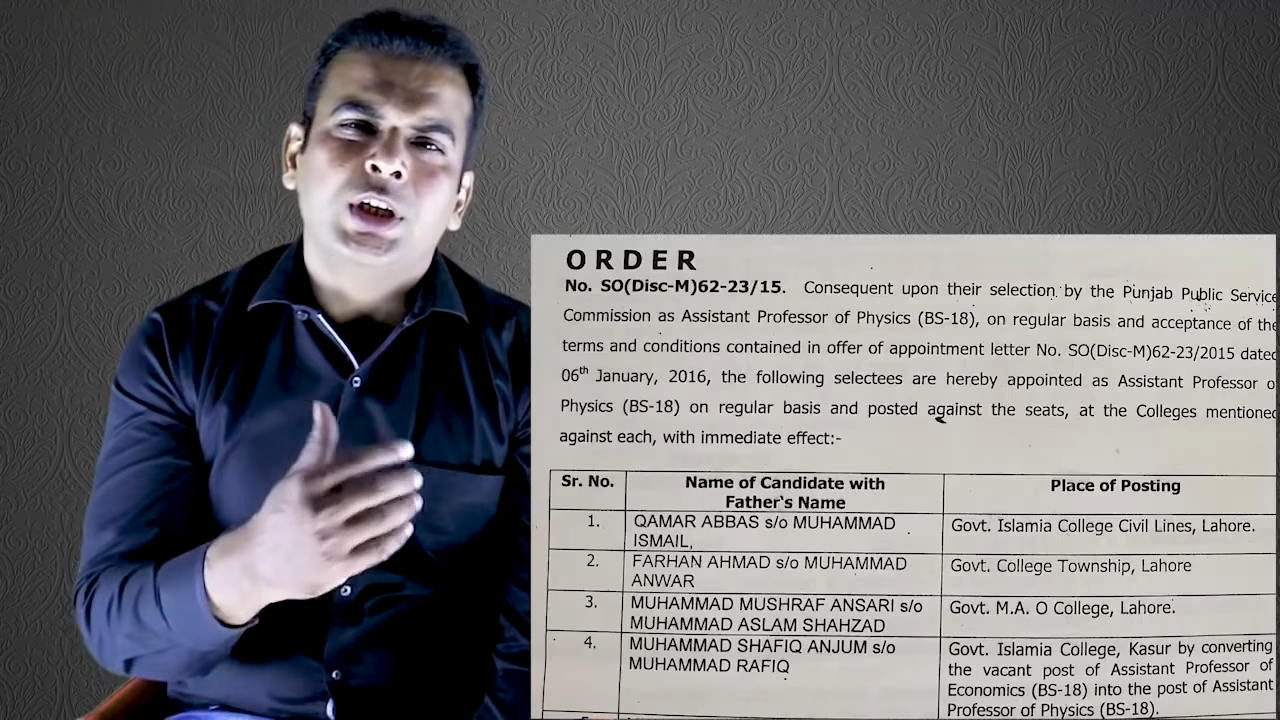 ORDER
No. SO(Disc-M)62-23/15. Consequent upon their selection by the Punjab Public Service
Commission as Assistant Professor of Physics (BS-18), on regular basis and acceptance of the
terms and conditions contained in offer of appointment letter No. SO(Disc-M)62-23/2015 dated
06th January, 2016, the following selectees are hereby appointed as Assistant Professor o
Physics (BS-18) on regular basis and posted against the seats, at the Colleges mentioned
against each, with immediate effect:-
Sr. No.
Name of Candidate with
Father's Name
Place of Posting
1.
QAMAR ABBAS s/o MUHAMMAD
ISMAIL,
Govt. Islamia College Civil Lines, Lahore.
2.
FARHAN AHMAD s/o MUHAMMAD
ANWAR
Govt. College Township, Lahore
3.
MUHAMMAD MUSHRAF ANSARI s/o
MUHAMMAD ASLAM SHAHZAD
Govt. M.A. O College, Lahore.
4.
MUHAMMAD SHAFIQ ANJUM s/o
MUHAMMAD RAFIQ
Govt. Islamia College, Kasur by converting
the vacant post of Assistant Professor of
Economics (BS-18) into the post of Assistant
Professor of Physics (BS-18).